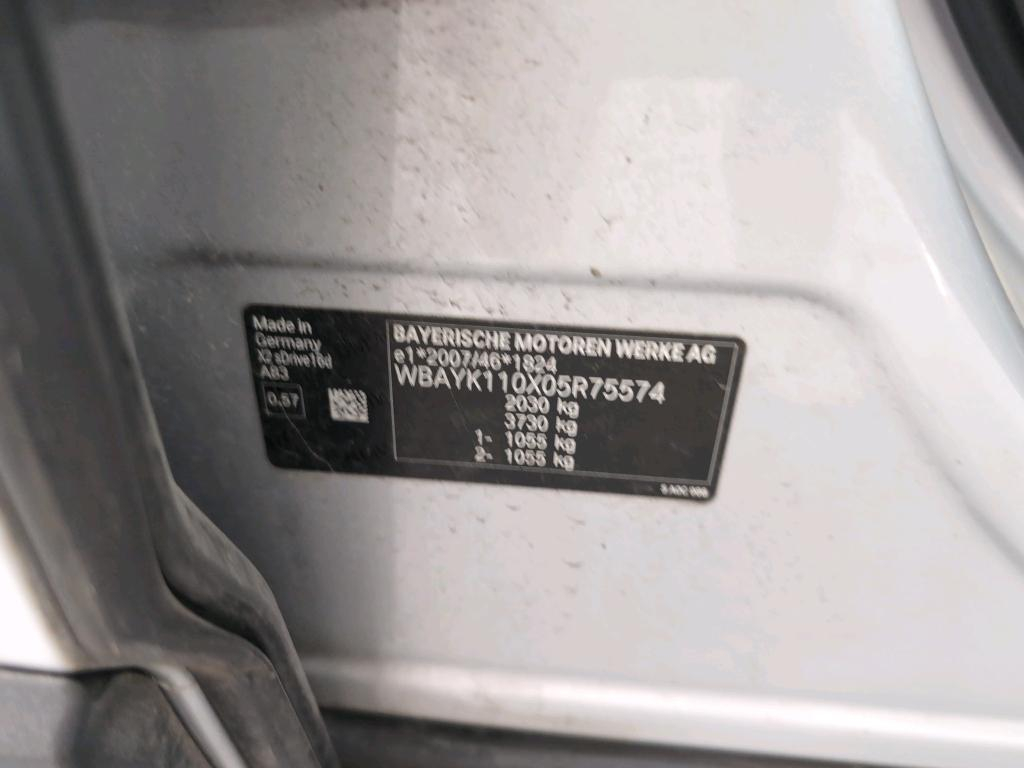 Made in
Germany
X2 sDrive16d
A83
0.57
BAYERISCHE MOTOREN WERKE AG
e1*2007/46*1824
WBAYK110X05R75574
2030 kg
3730 kg
1- 1055 kg
2- 1055 kg